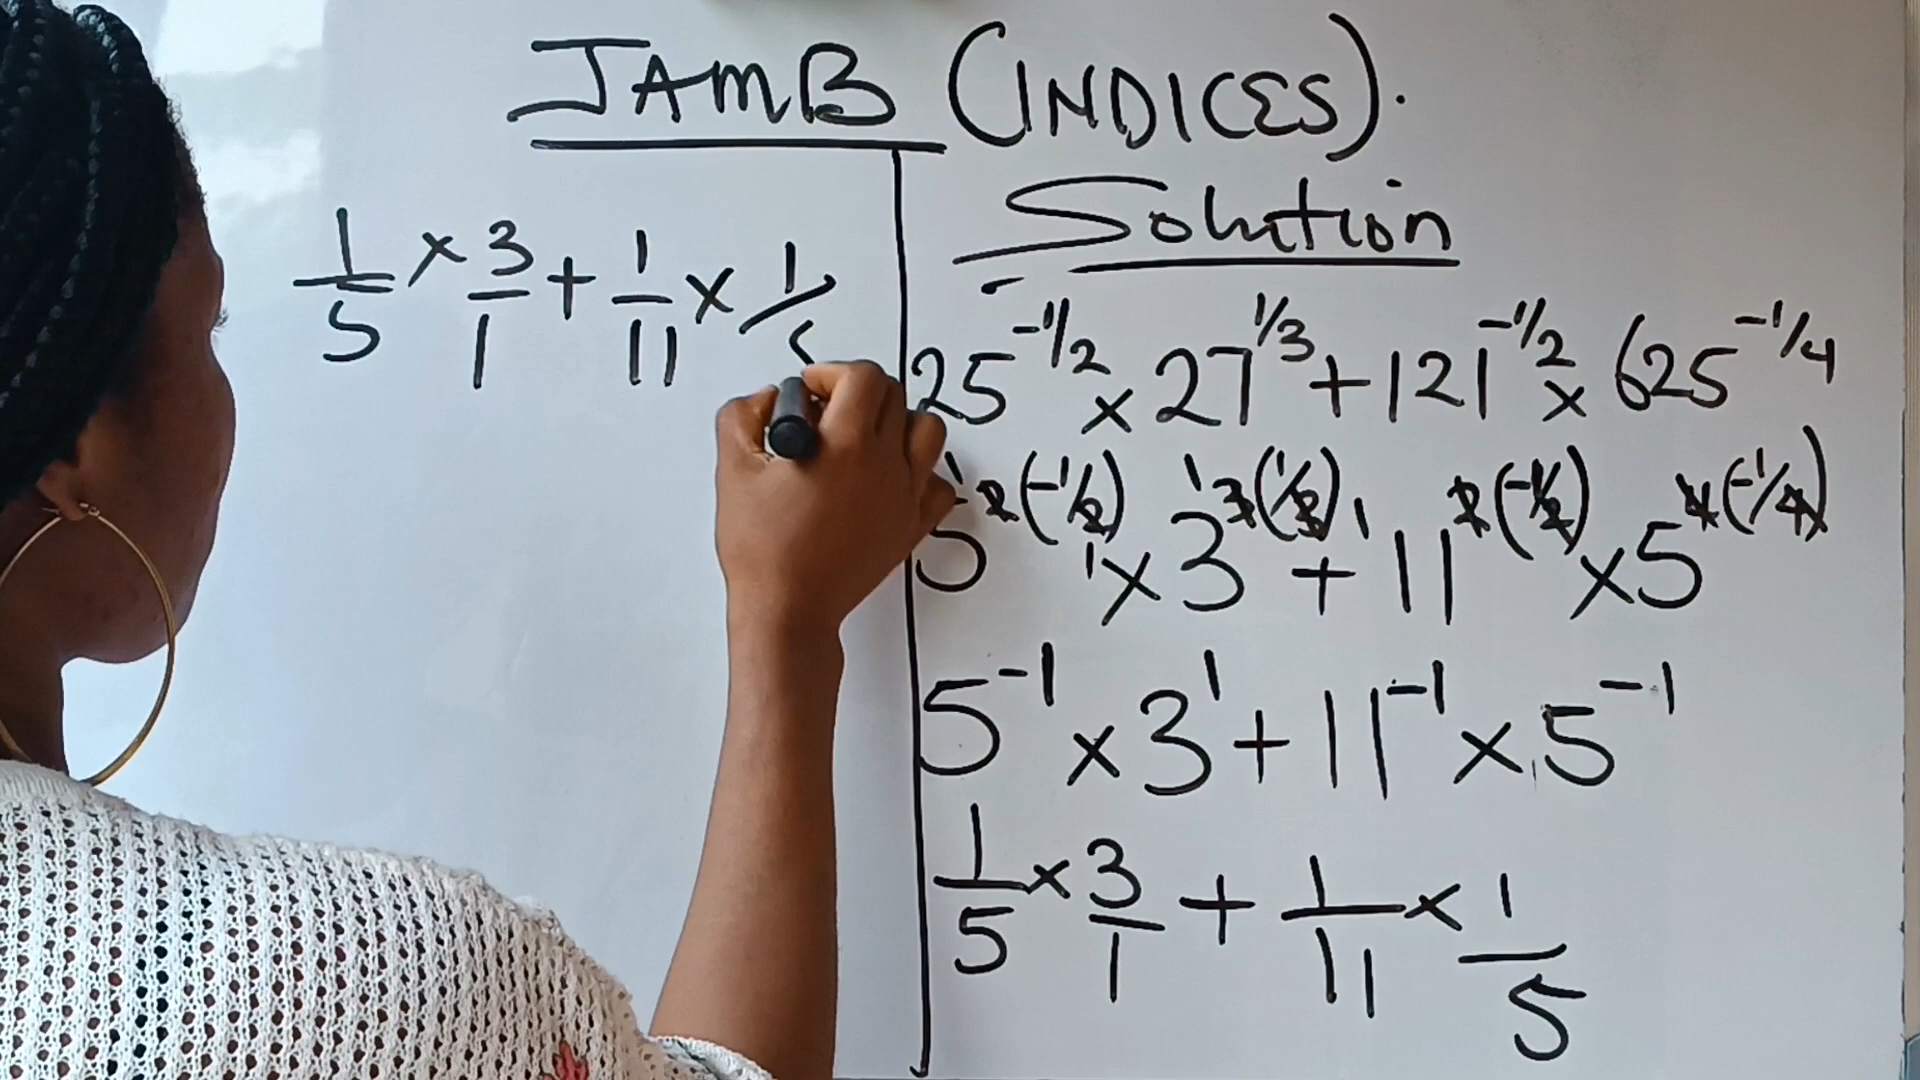 JAMB (INDICES).
Solution
25^-1/2 × 27^1/3 + 121^-1/2 × 625^-1/4
5^2(-1/2) × 3^3(1/3) + 11^2(-1/2) × 5^4(-1/4)
5^-1 × 3^1 + 11^-1 × 5^-1
1/5 × 3/1 + 1/11 × 1/5
1/5 × 3/1 + 1/11 × 1/